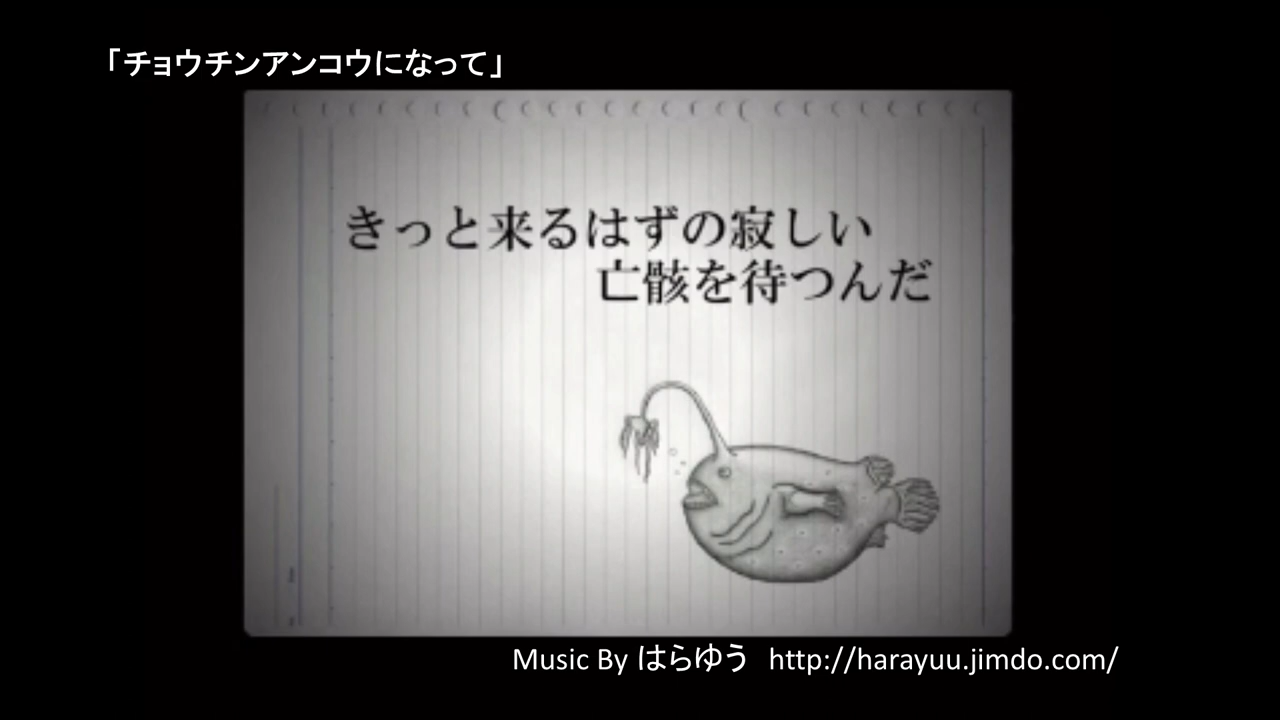 「チョウチンアンコウになって」
きっと来るはずの寂しい
亡骸を待つんだ
Music By はらゆう http://harayuu.jimdo.com/